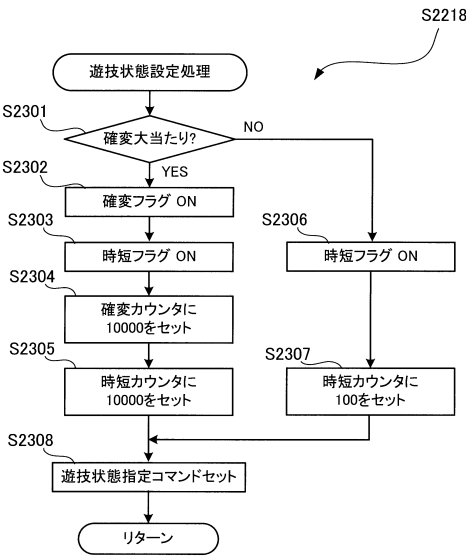 S2218
遊技状態設定処理
S2301
確変大当たり?
NO
YES
S2302
確変フラグ ON
S2303
時短フラグ ON
S2304
確変カウンタに
10000をセット
S2305
時短カウンタに
10000をセット
S2306
時短フラグ ON
S2307
時短カウンタに
100をセット
S2308
遊技状態指定コマンドセット
リターン